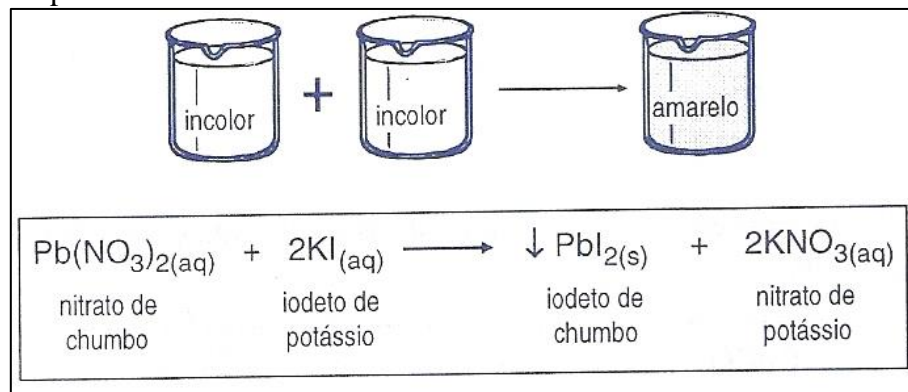 incolor + incolor amarelo
Pb(NO₃)₂(aq) + 2KI(aq) ⟶ ↓ PbI₂(s) + 2KNO₃(aq)
nitrato de iodeto de iodeto de nitrato de
chumbo potássio chumbo potássio